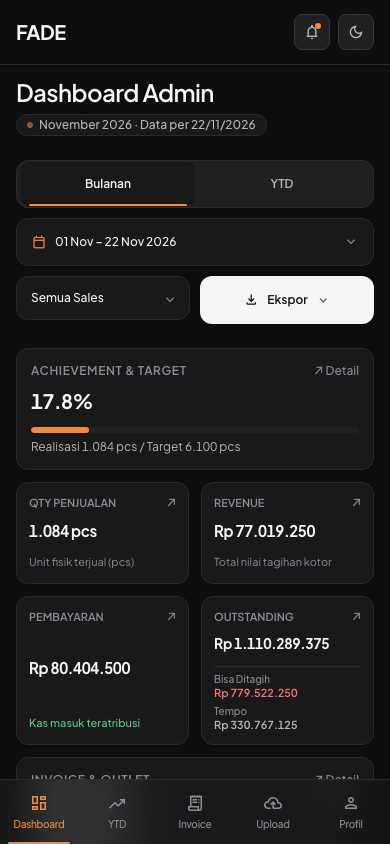 FADE
Dashboard Admin
November 2026 · Data per 22/11/2026
Bulanan
YTD
01 Nov – 22 Nov 2026
Semua Sales
Ekspor
ACHIEVEMENT & TARGET
Detail
17.8%
Realisasi 1.084 pcs / Target 6.100 pcs
QTY PENJUALAN
1.084 pcs
Unit fisik terjual (pcs)
REVENUE
Rp 77.019.250
Total nilai tagihan kotor
PEMBAYARAN
Rp 80.404.500
Kas masuk teratribusi
OUTSTANDING
Rp 1.110.289.375
Bisa Ditagih
Rp 779.522.250
Tempo
Rp 330.767.125
INVOICE & OUTLET
Detail
Dashboard
YTD
Invoice
Upload
Profil